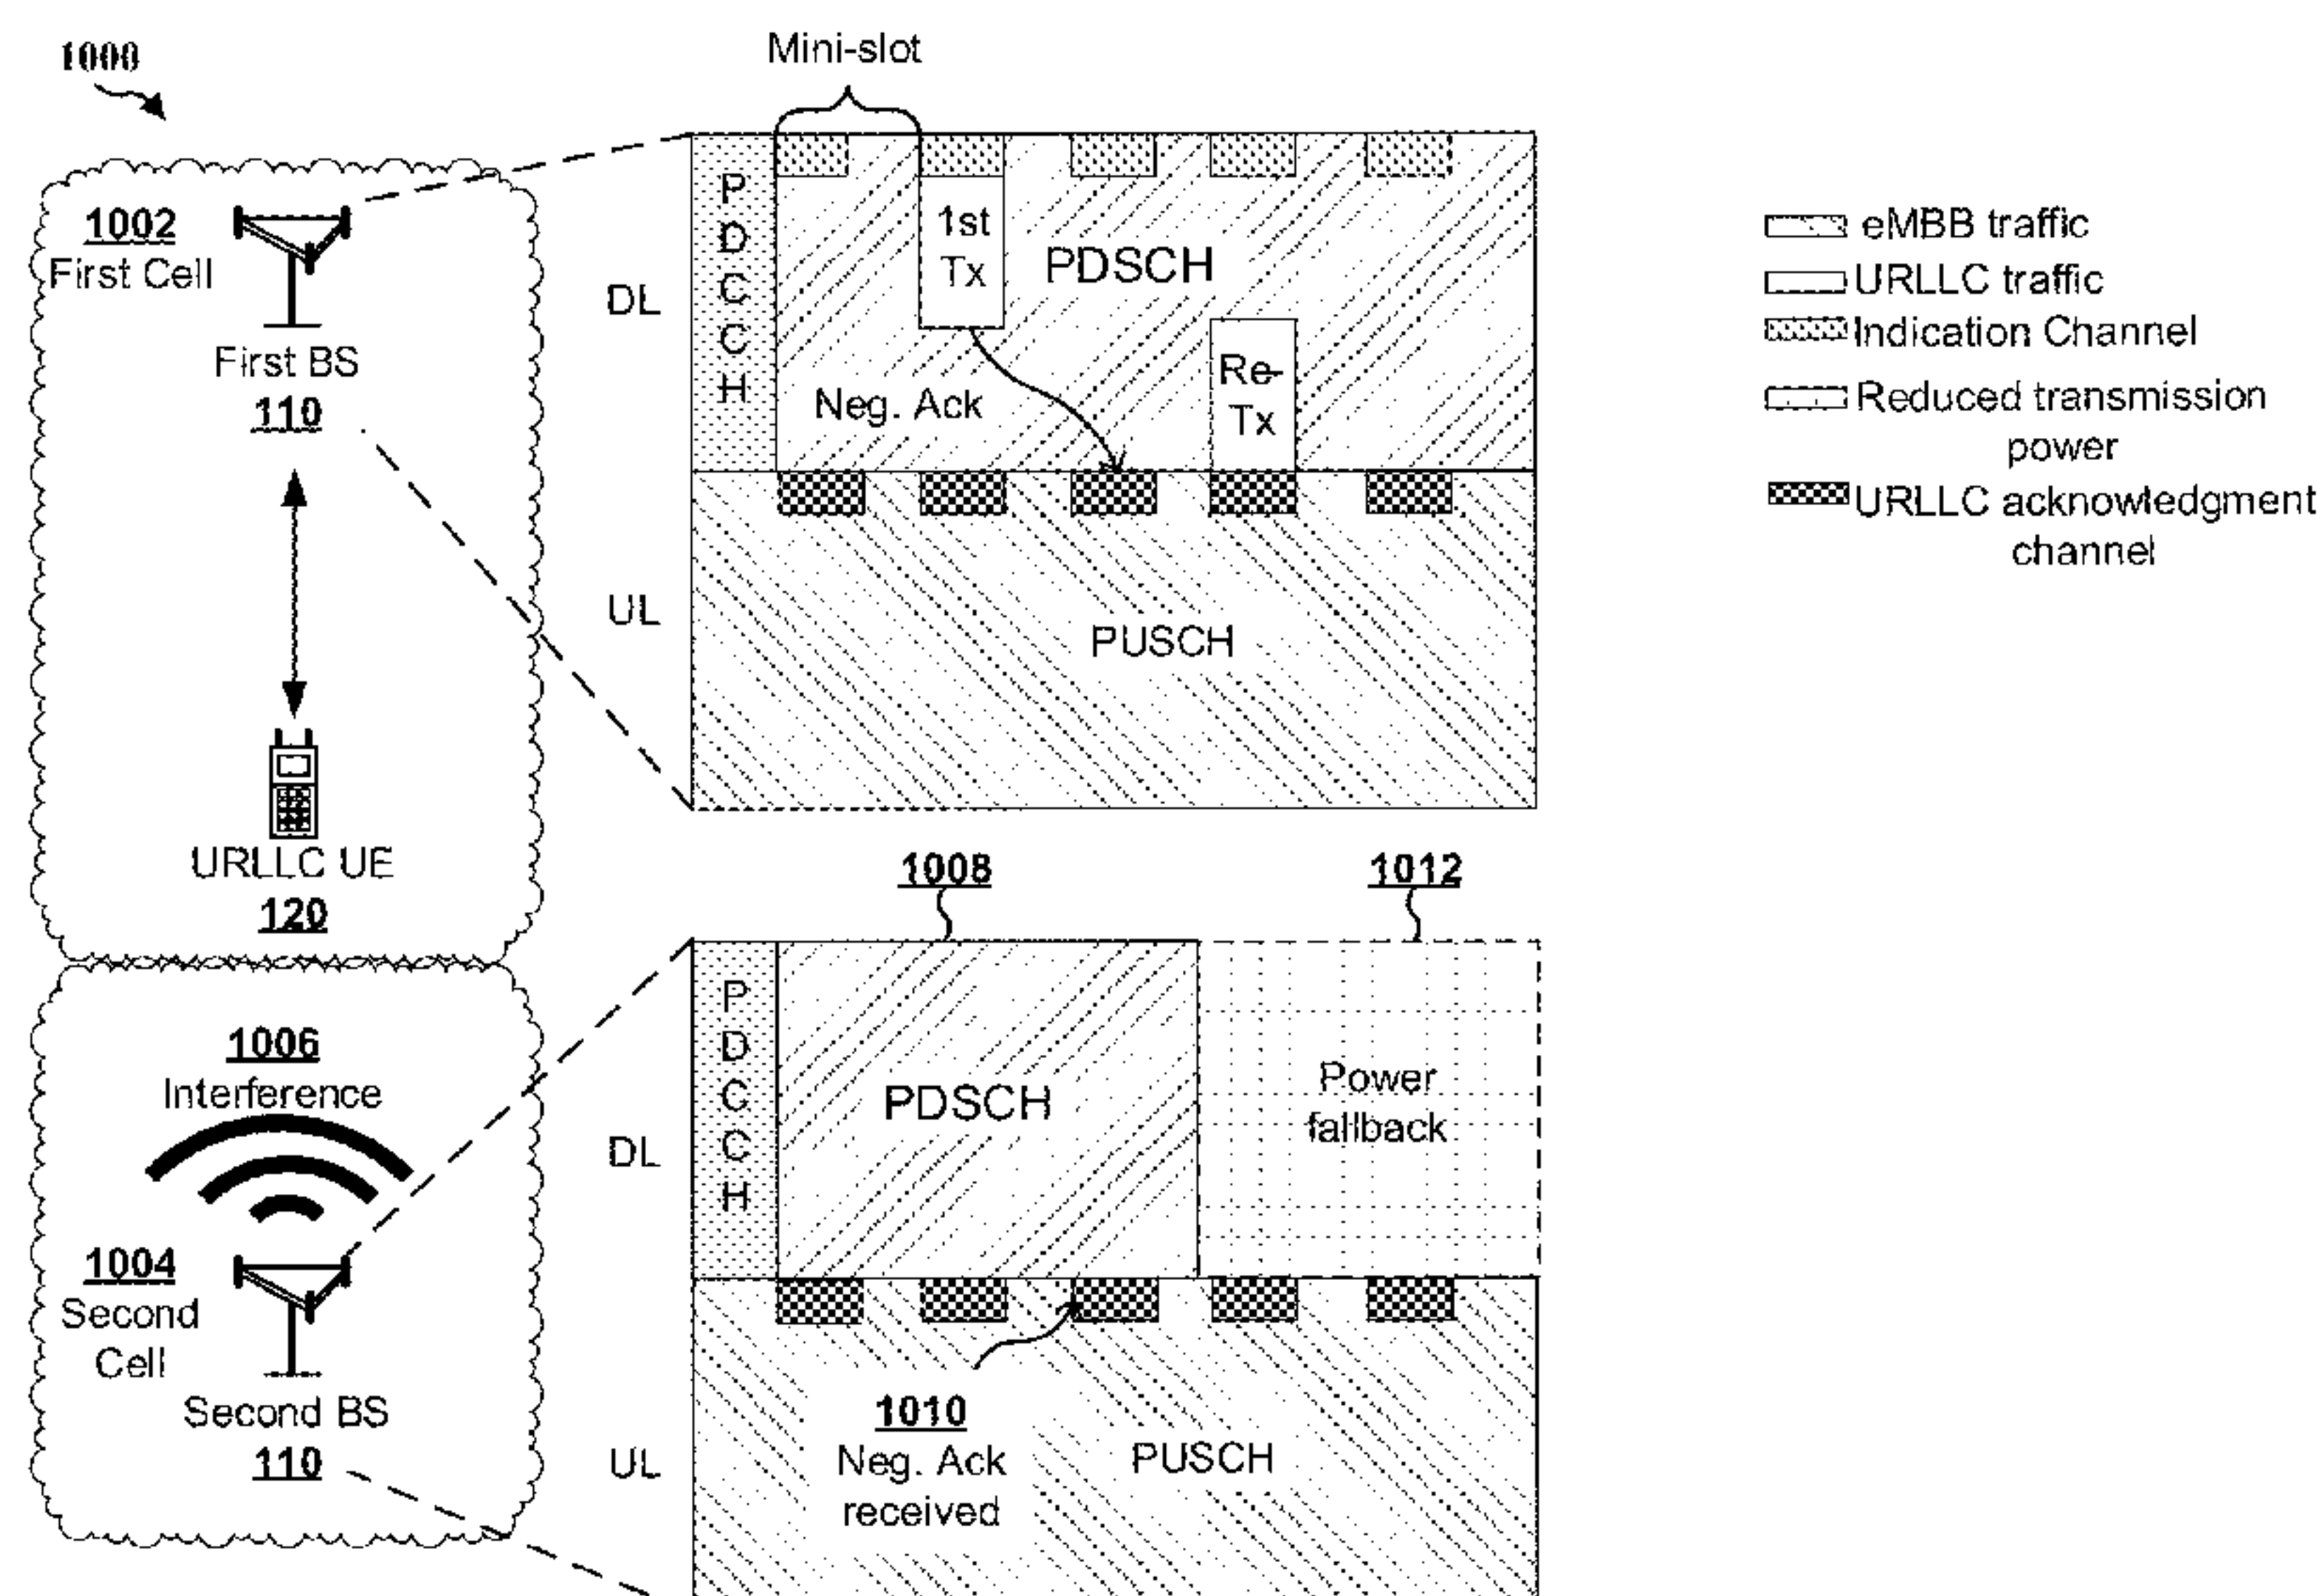 1000
Mini-slot
1002
First Cell
First BS
110
URLLC UE
120
DL
UL
PDCCH
1st
Tx
PDSCH
Neg. Ack
Re-
Tx
PUSCH
eMBB traffic
URLLC traffic
Indication Channel
Reduced transmission
power
URLLC acknowledgment
channel
1006
Interference
1004
Second
Cell
Second BS
110
1008
1012
DL
UL
PDCCH
PDSCH
Power
fallback
1010
Neg. Ack
received
PUSCH